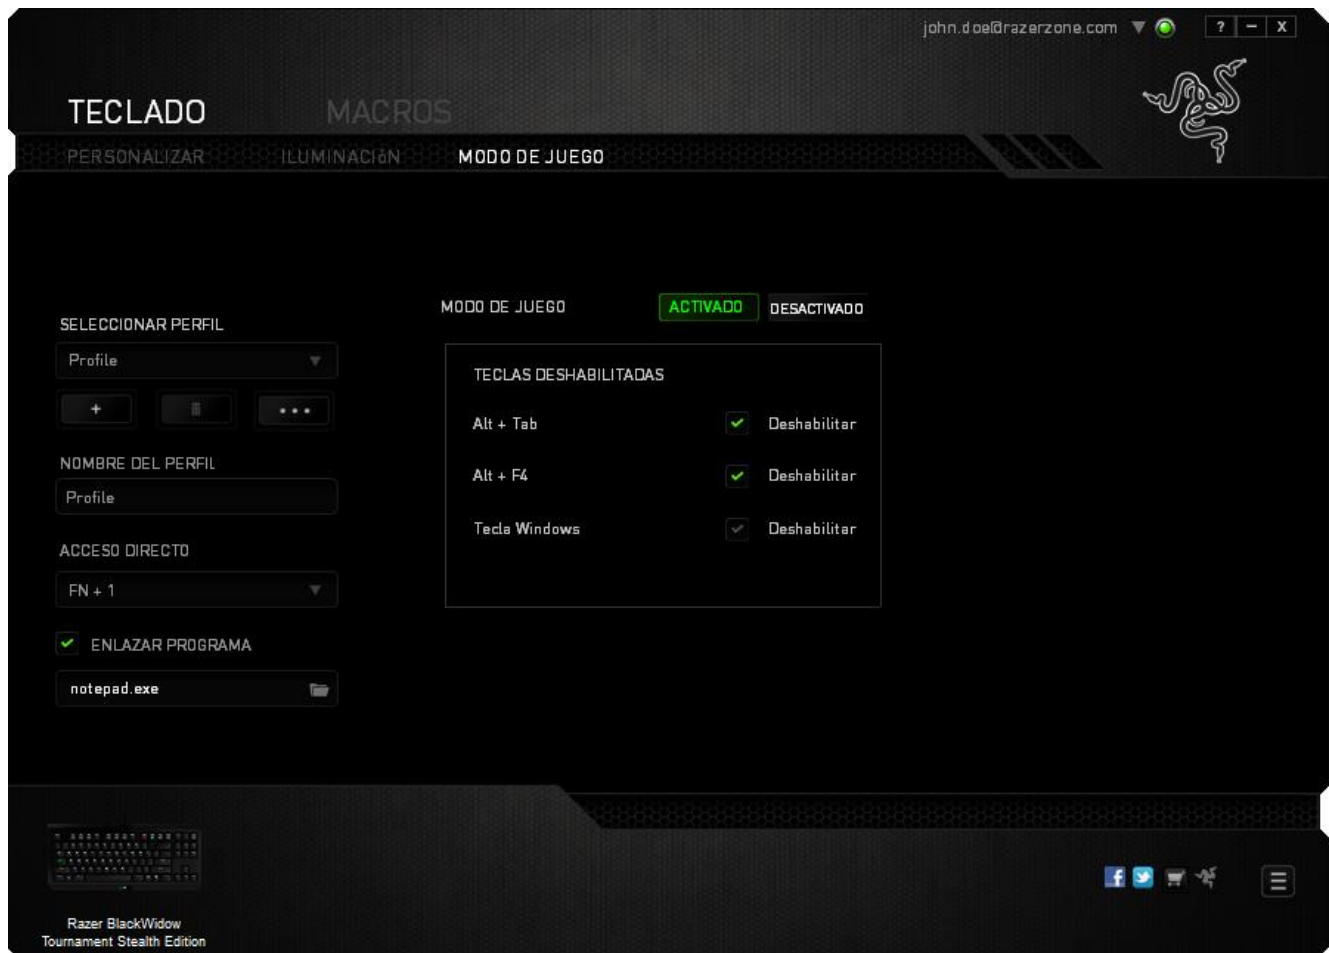 john.doe@razerzone.com
? - X
TECLADO MACROS
PERSONALIZAR ILUMINACIóN MODO DE JUEGO
MODO DE JUEGO ACTIVADO DESACTIVADO
SELECCIONAR PERFIL
Profile
+ •••
NOMBRE DEL PERFIL
Profile
ACCESO DIRECTO
FN + 1
ENLAZAR PROGRAMA
notepad.exe
TECLAS DESHABILITADAS
Alt + Tab Deshabilitar
Alt + F4 Deshabilitar
Tecla Windows Deshabilitar
Razer BlackWidow
Tournament Stealth Edition